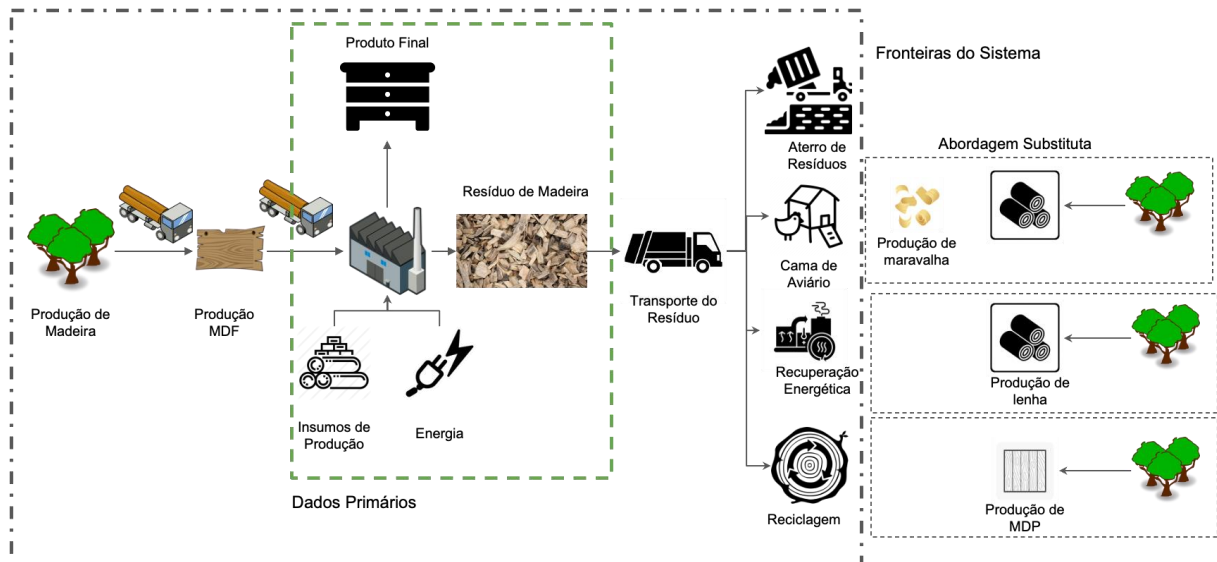 Produto Final
Fronteiras do Sistema
Aterro de
Resíduos
Abordagem Substituta
Resíduo de Madeira
Cama de
Aviário
Produção de
maravalha
Produção de
Madeira
Produção
MDF
Transporte do
Resíduo
Recuperação
Energética
Produção de
lenha
Insumos de
Produção
Energia
Dados Primários
Reciclagem
Produção de
MDP